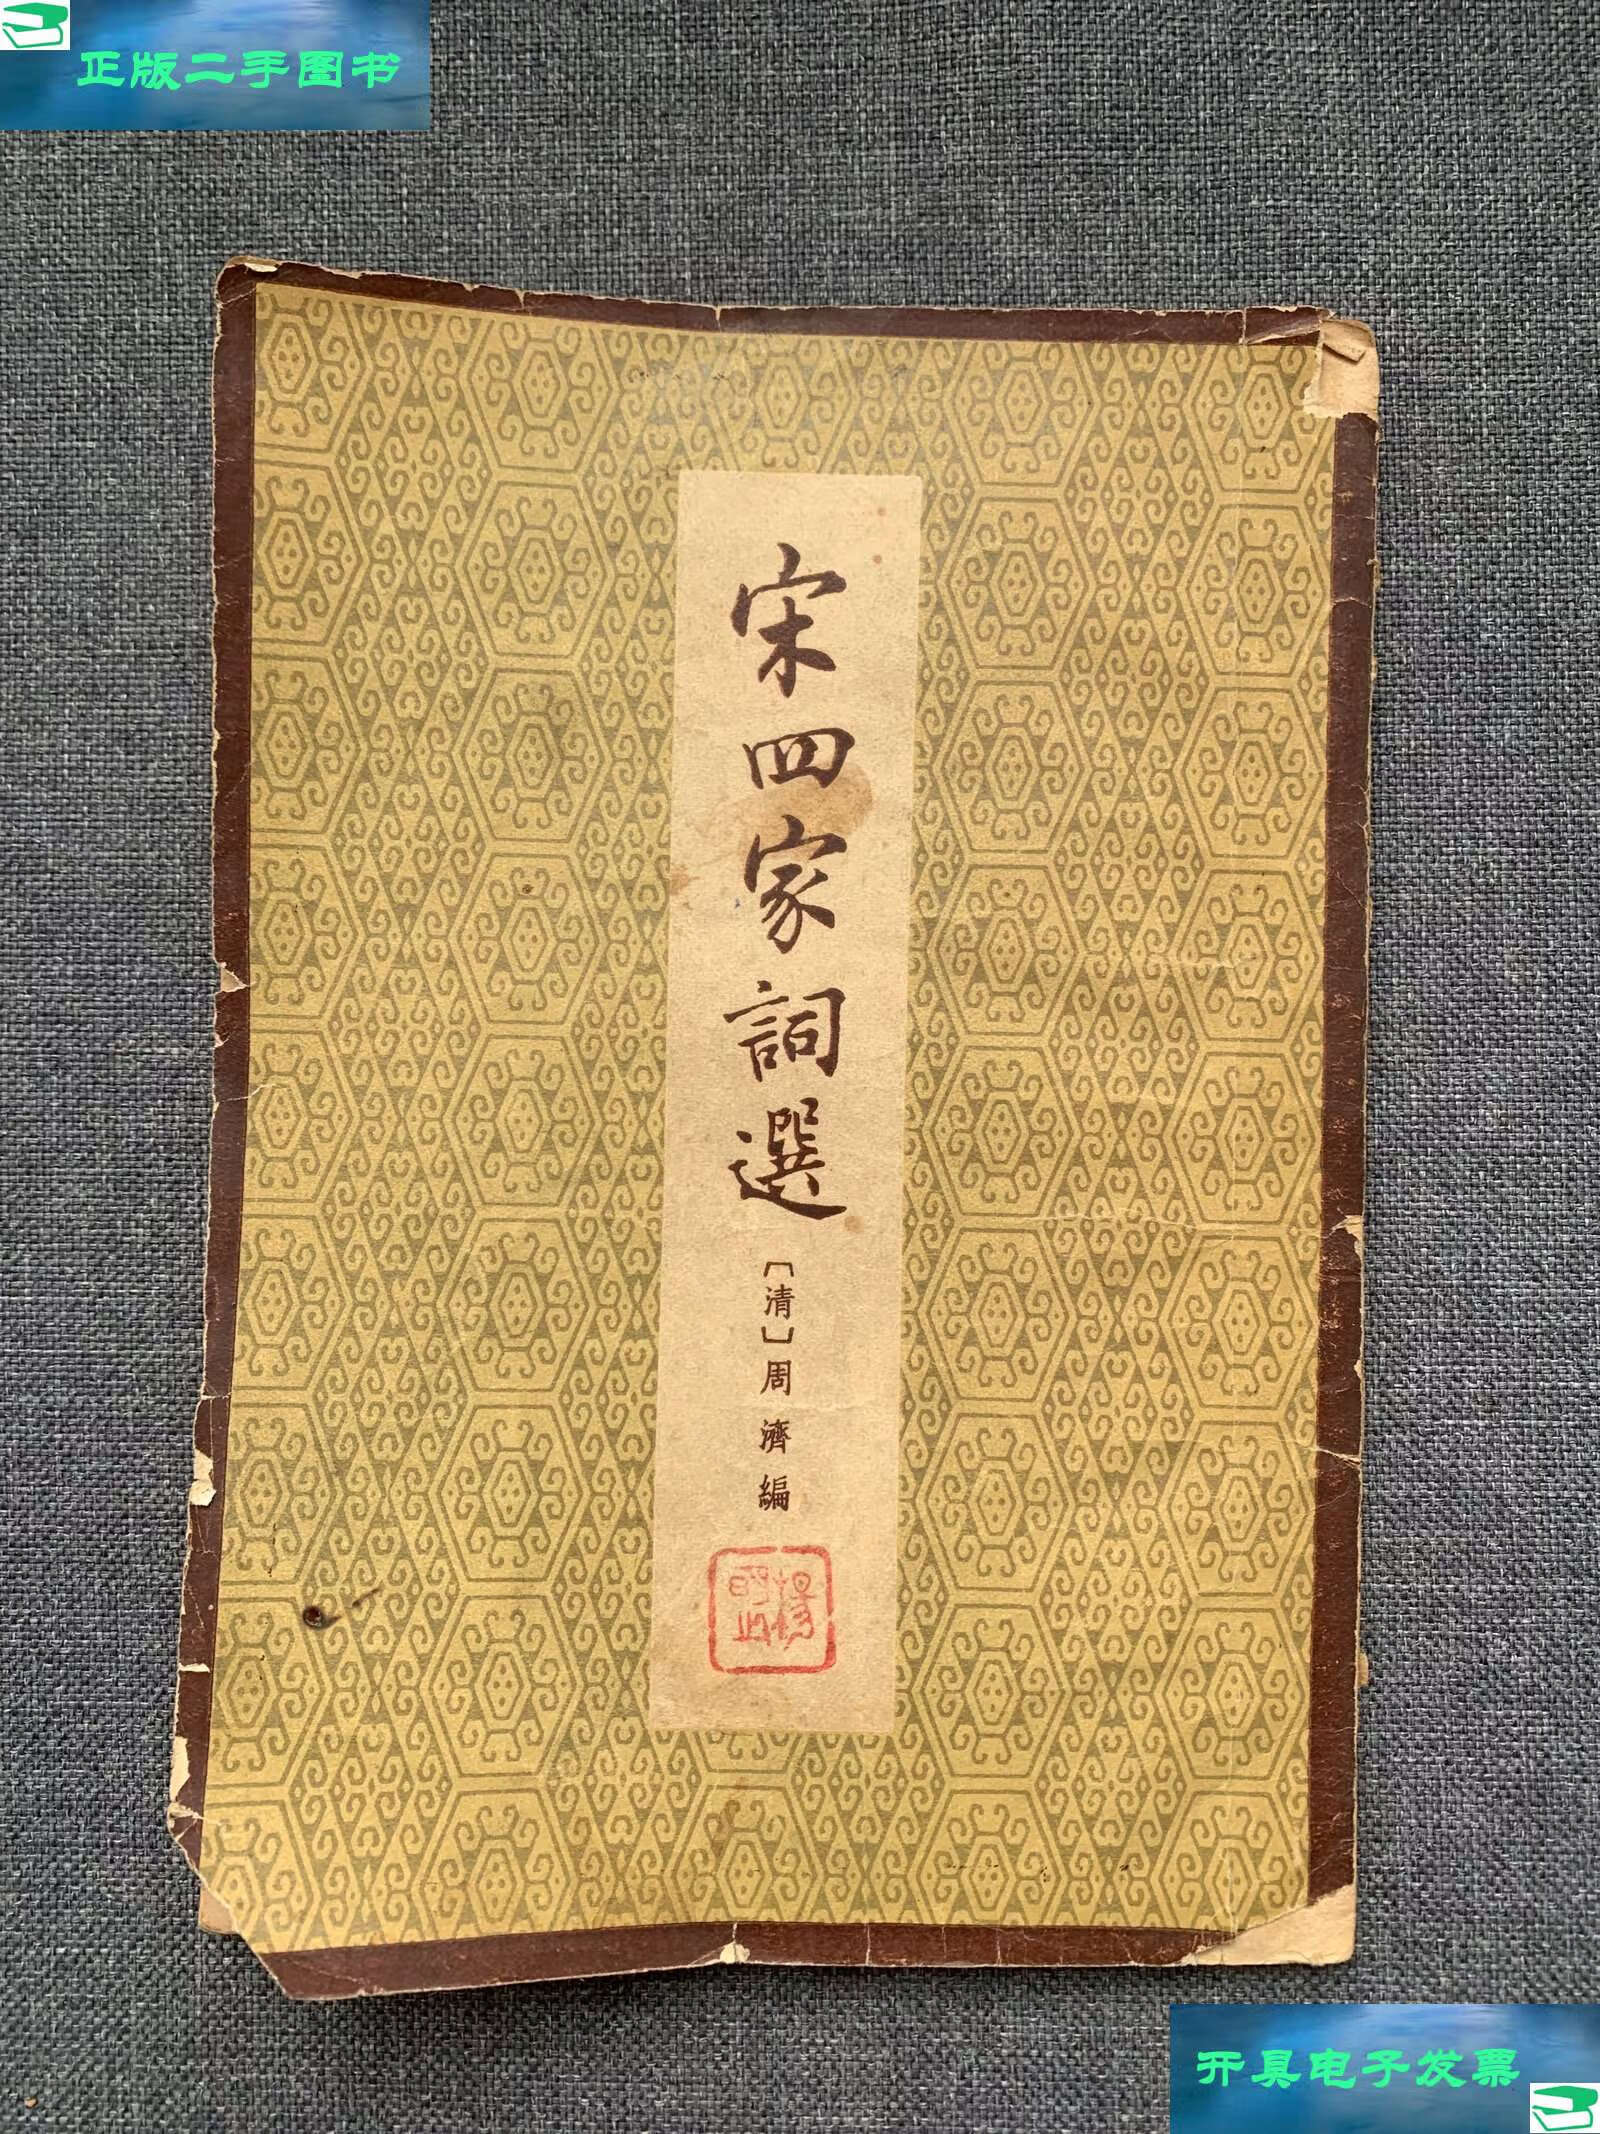 正版二手图书
宋四家詞選
〔清〕周濟編
开具电子发票